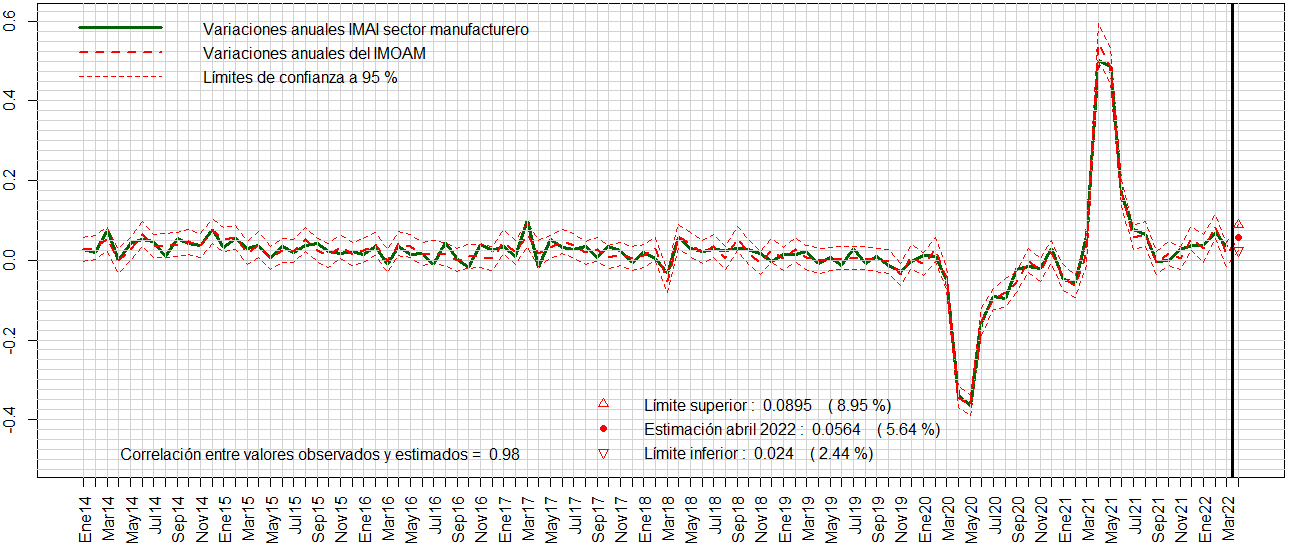 0.6
0.4
0.2
0.0
-0.2
-0.4
Variaciones anuales IMAI sector manufacturero
Variaciones anuales del IMOAM
Límites de confianza a 95 %
Límite superior : 0.0895 ( 8.95 %)
Estimación abril 2022 : 0.0564 ( 5.64 %)
Límite inferior : 0.024 ( 2.44 %)
Correlación entre valores observados y estimados = 0.98
Ene14
Mar14
May14
Jul14
Sep14
Nov14
Ene15
Mar15
May15
Jul15
Sep15
Nov15
Ene16
Mar16
May16
Jul16
Sep16
Nov16
Ene17
Mar17
May17
Jul17
Sep17
Nov17
Ene18
Mar18
May18
Jul18
Sep18
Nov18
Ene19
Mar19
May19
Jul19
Sep19
Nov19
Ene20
Mar20
May20
Jul20
Sep20
Nov20
Ene21
Mar21
May21
Jul21
Sep21
Nov21
Ene22
Mar22